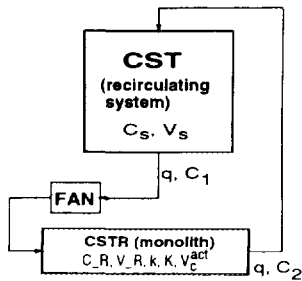 CST
(recirculating
system)
C_s, V_s
q, C_1
FAN
CSTR (monolith)
C_R, V_R, k, K, V_c^act
q, C_2